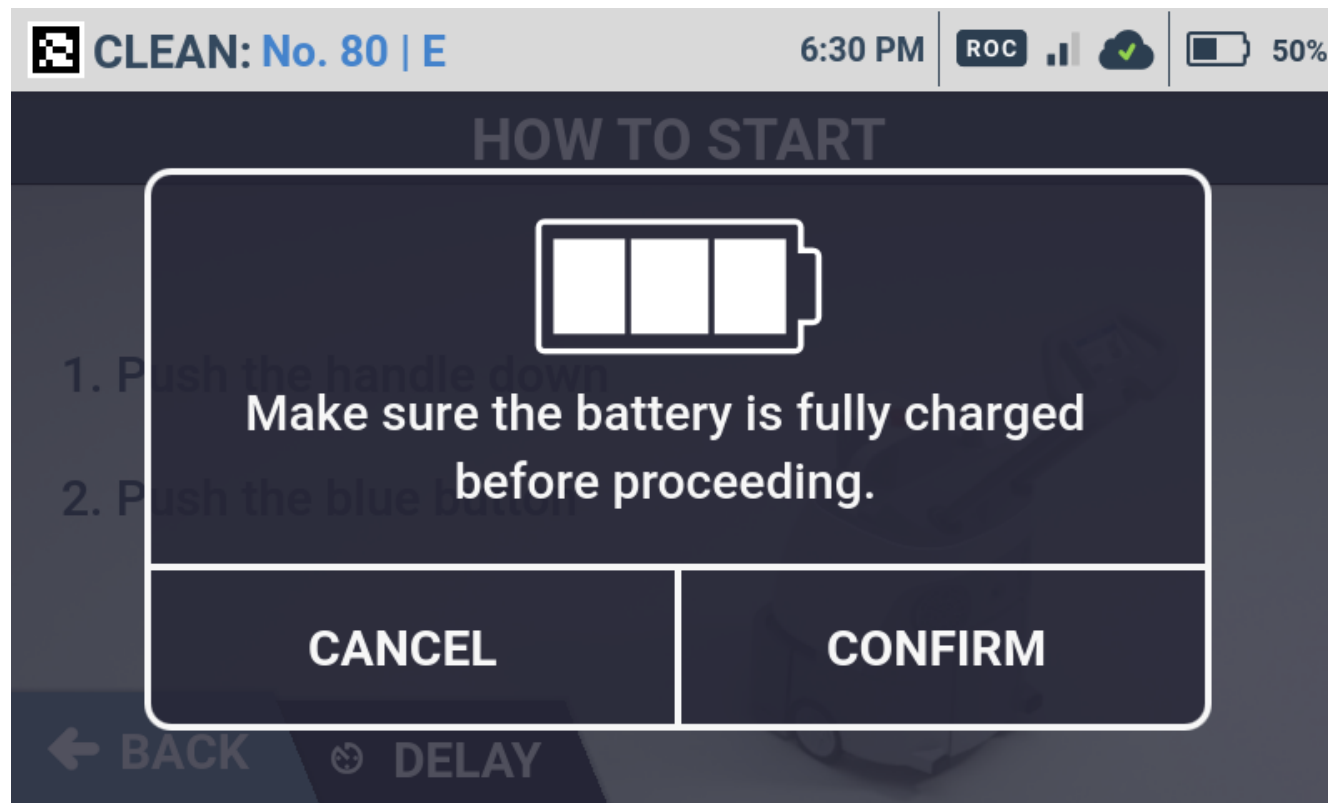 CLEAN: No. 80 | E
6:30 PM
ROC
50%
HOW TO START
1. Push the handle down
Make sure the battery is fully charged
before proceeding.
2. Push the blue button
CANCEL
CONFIRM
BACK
DELAY